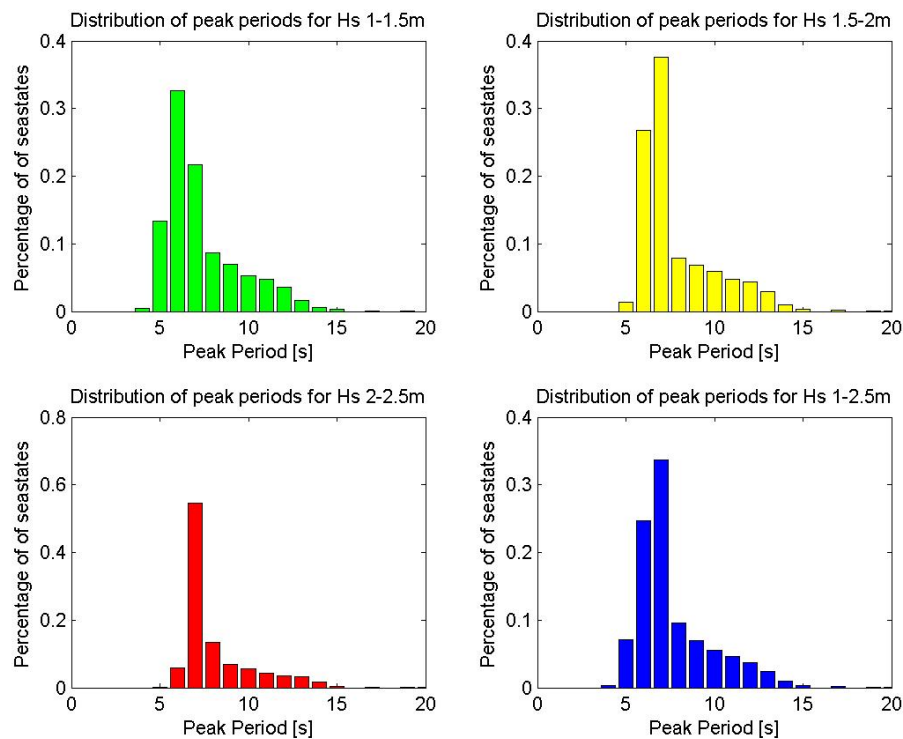 Distribution of peak periods for Hs 1-1.5m
0.4
0.3
0.2
0.1
0
Percentage of of seastates
0 5 10 15 20
Peak Period [s]
Distribution of peak periods for Hs 1.5-2m
0.4
0.3
0.2
0.1
0
Percentage of of seastates
0 5 10 15 20
Peak Period [s]
Distribution of peak periods for Hs 2-2.5m
0.8
0.6
0.4
0.2
0
Percentage of of seastates
0 5 10 15 20
Peak Period [s]
Distribution of peak periods for Hs 1-2.5m
0.4
0.3
0.2
0.1
0
Percentage of of seastates
0 5 10 15 20
Peak Period [s]